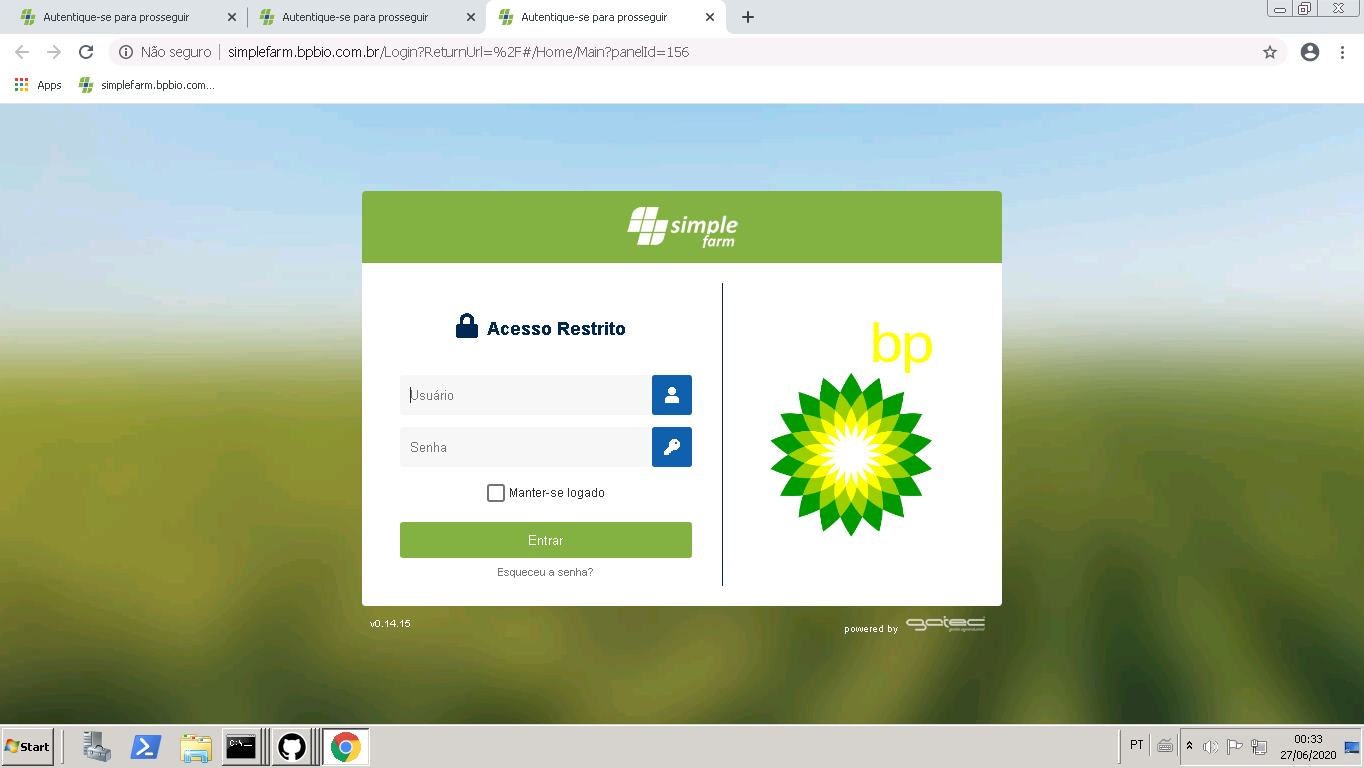 Autentique-se para prosseguir
Autentique-se para prosseguir
Autentique-se para prosseguir
Não seguro
simplefarm.bpbio.com.br/Login?ReturnUrl=%2F#/Home/Main?panelId=156
Apps
simplefarm.bpbio.com...
simple
farm
Acesso Restrito
Usuário
Senha
Manter-se logado
Entrar
Esqueceu a senha?
bp
v0.14.15
powered by gatec
Start
C:\_
PT
00:33
27/06/2020